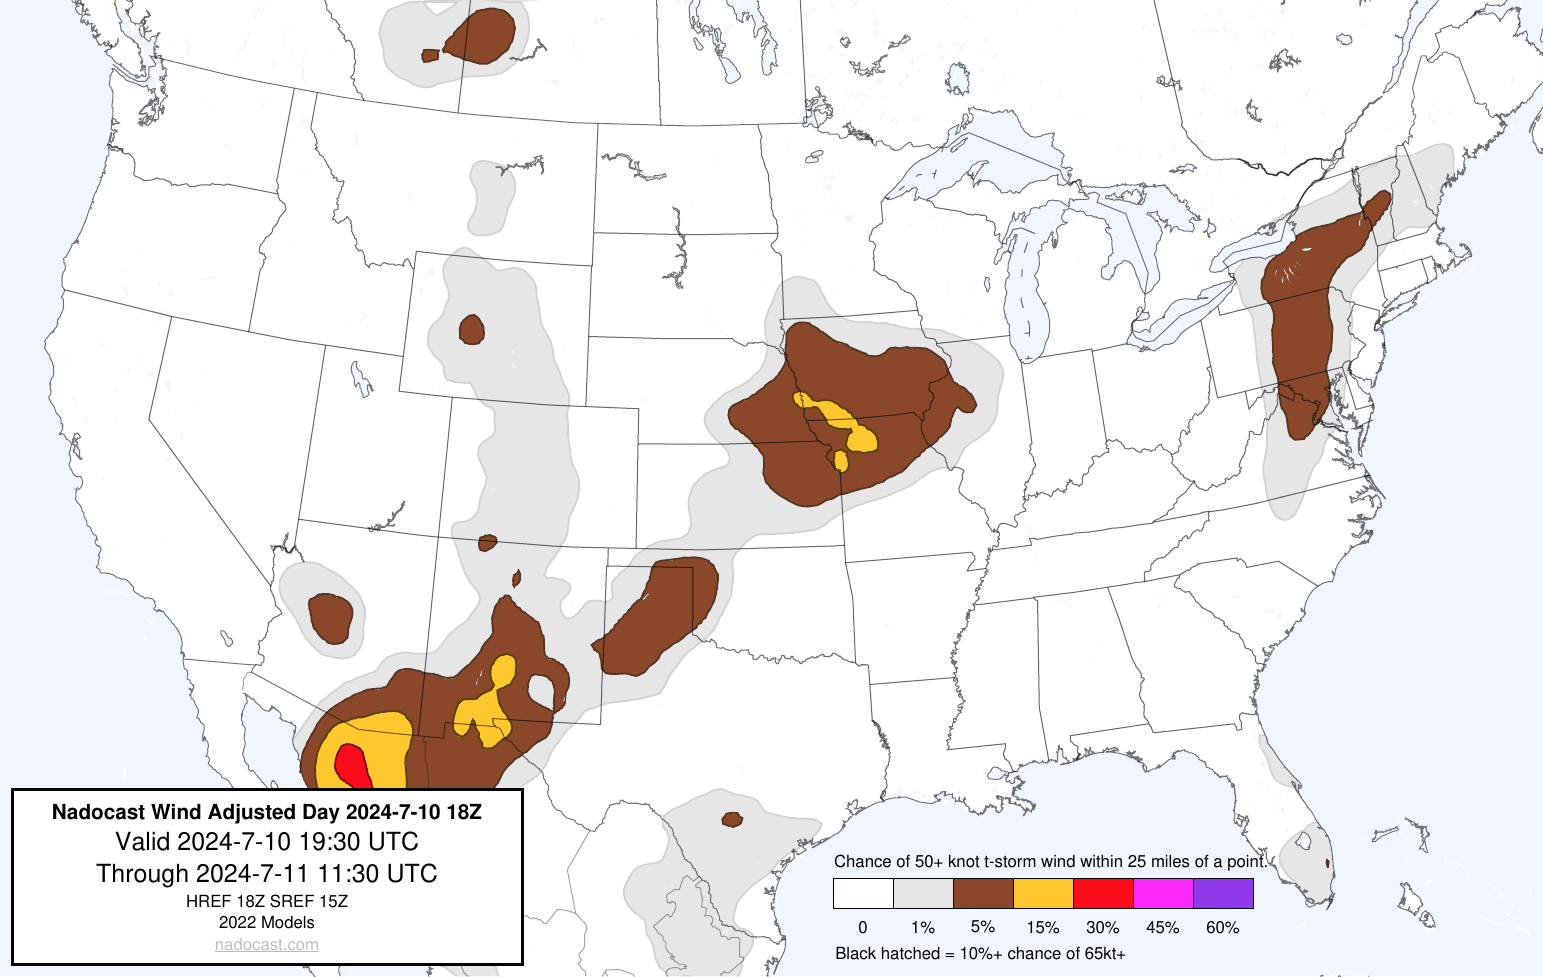 Nadocast Wind Adjusted Day 2024-7-10 18Z
Valid 2024-7-10 19:30 UTC
Through 2024-7-11 11:30 UTC
HREF 18Z SREF 15Z
2022 Models
nadocast.com
Chance of 50+ knot t-storm wind within 25 miles of a point.
0 1% 5% 15% 30% 45% 60%
Black hatched = 10%+ chance of 65kt+